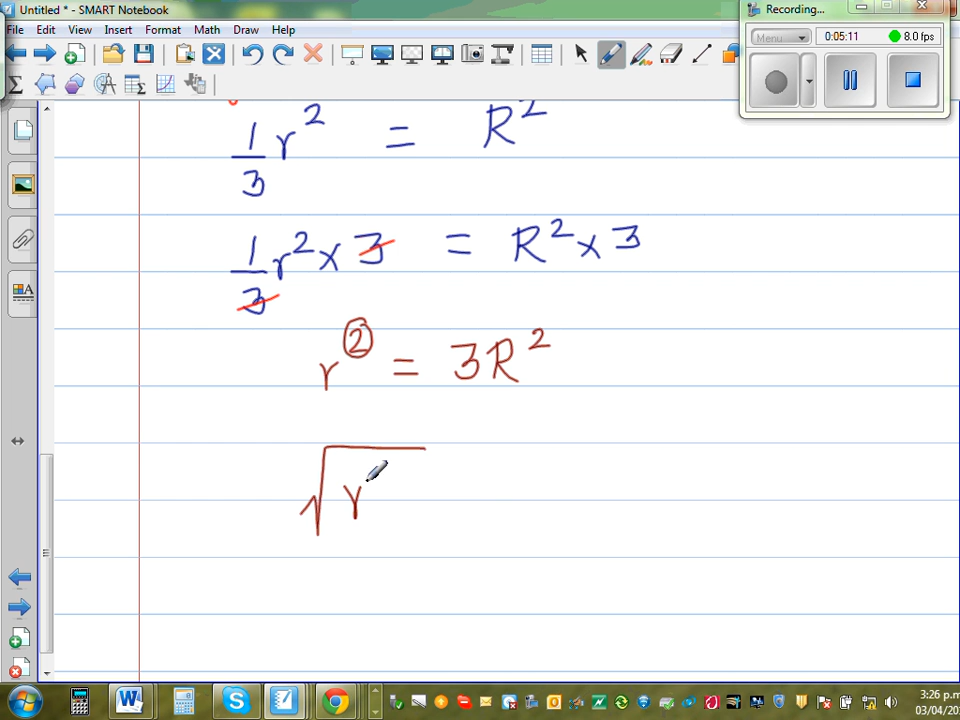 Untitled * - SMART Notebook
Recording...
File Edit View Insert Format Math Draw Help
Menu 0:05:11 8.0 fps
1/3 r² = R²
1/3 r² × 3 = R² × 3
r² = 3R²
√r
3:26 p.m
03/04/20